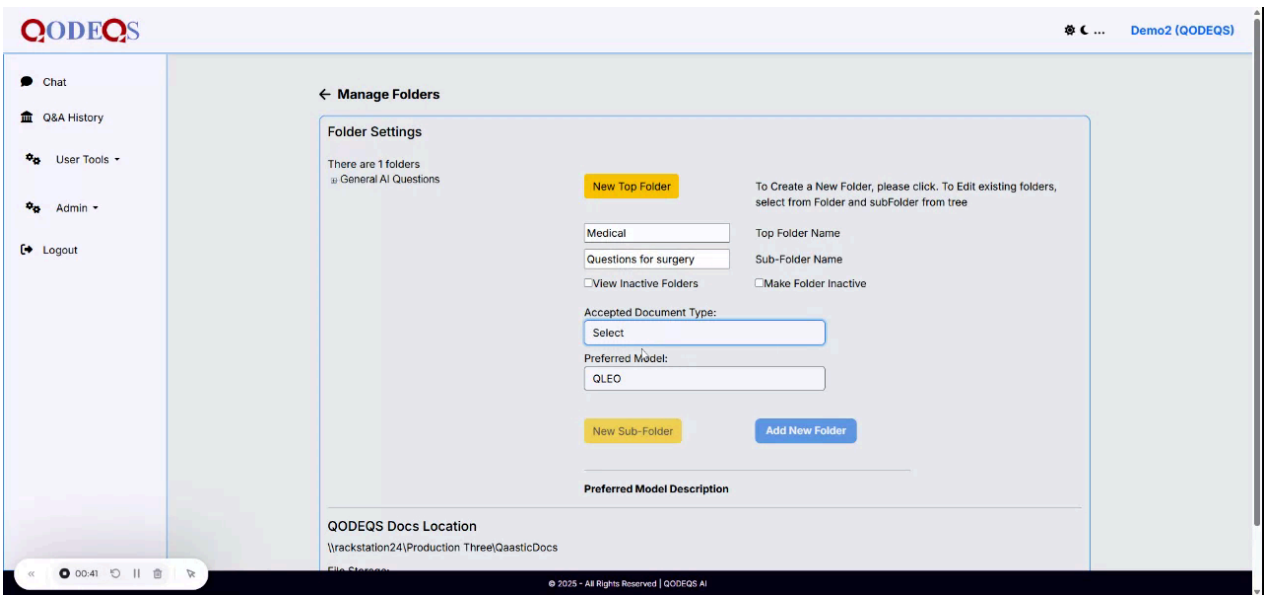 QODEQS
...
Demo2 (QODEQS)
Chat
Q&A History
User Tools
Admin
Logout
Manage Folders
Folder Settings
There are 1 folders
General AI Questions
New Top Folder
To Create a New Folder, please click. To Edit existing folders,
select from Folder and subFolder from tree
Medical
Top Folder Name
Questions for surgery
Sub-Folder Name
View Inactive Folders
Make Folder Inactive
Accepted Document Type:
Select
Preferred Model:
QLEO
New Sub-Folder
Add New Folder
Preferred Model Description
QODEQS Docs Location
\\rackstation24\Production Three\QaasticDocs
File Storage:
00:41
© 2025 - All Rights Reserved | QODEQS AI